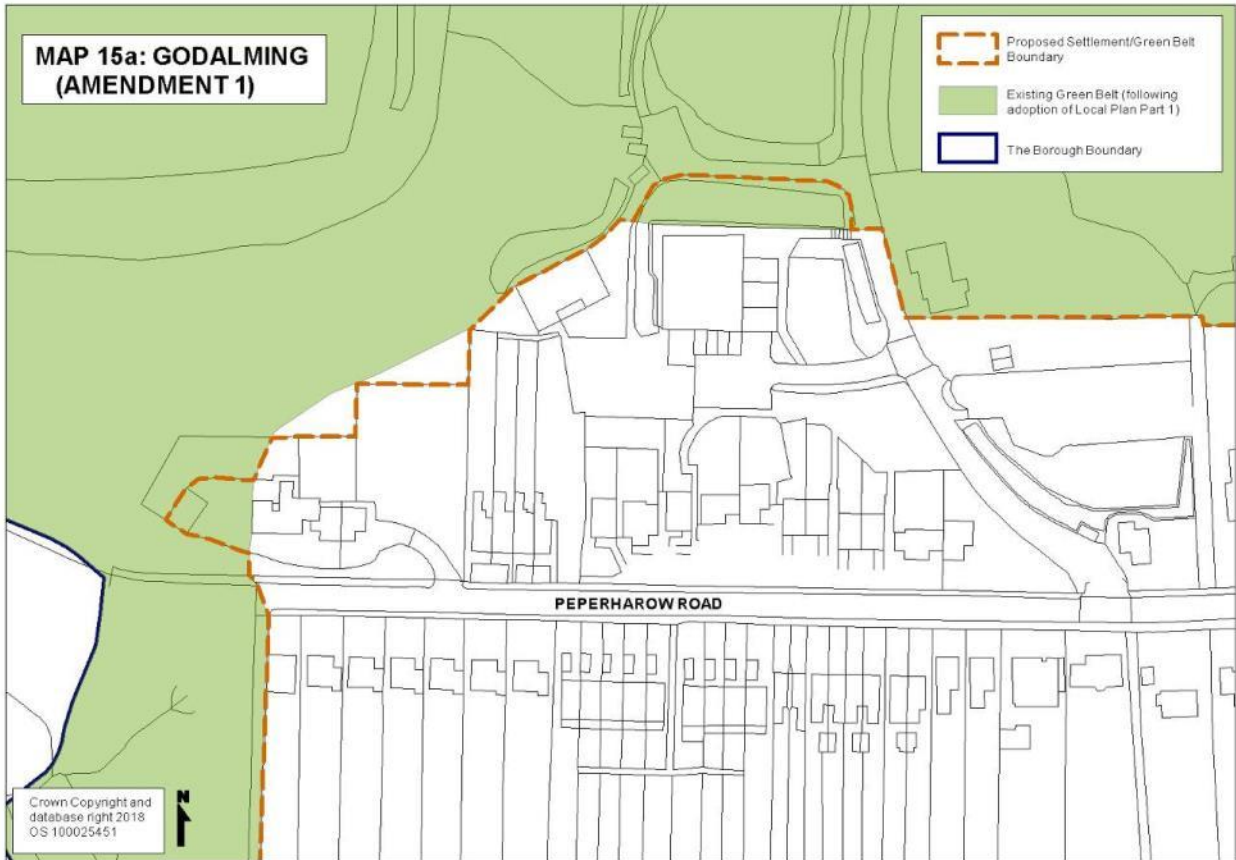 MAP 15a: GODALMING
(AMENDMENT 1)
Proposed Settlement/Green Belt
Boundary
Existing Green Belt (following
adoption of Local Plan Part 1)
The Borough Boundary
PEPERHAROW ROAD
Crown Copyright and
database right 2018
OS 100025451
N